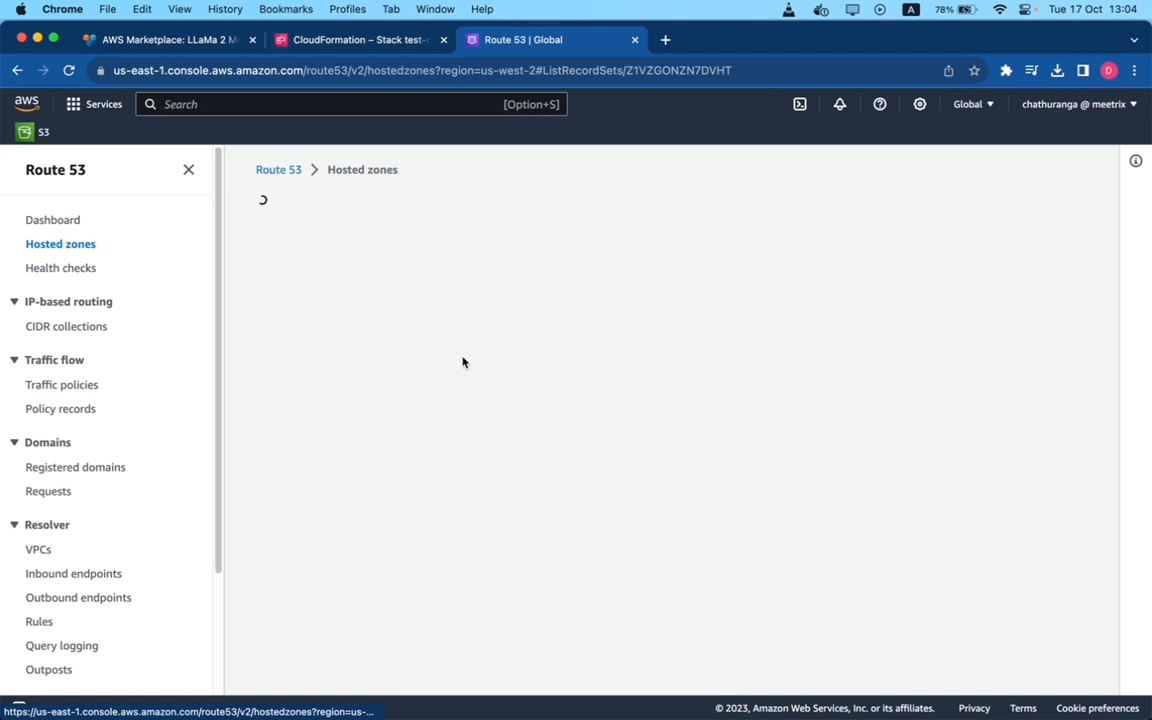 Chrome File Edit View History Bookmarks Profiles Tab Window Help A 78% Tue 17 Oct 13:04
AWS Marketplace: LLaMa 2 M CloudFormation – Stack test- Route 53 | Global
us-east-1.console.aws.amazon.com/route53/v2/hostedzones?region=us-west-2#ListRecordSets/Z1VZGONZN7DVHT D
aws Services Search [Option+S] Global chathuranga @ meetrix
S3
Route 53
Route 53 Hosted zones
Dashboard
Hosted zones
Health checks
IP-based routing
CIDR collections
Traffic flow
Traffic policies
Policy records
Domains
Registered domains
Requests
Resolver
VPCs
Inbound endpoints
Outbound endpoints
Rules
Query logging
Outposts
https://us-east-1.console.aws.amazon.com/route53/v2/hostedzones?region=us-... © 2023, Amazon Web Services, Inc. or its affiliates. Privacy Terms Cookie preferences